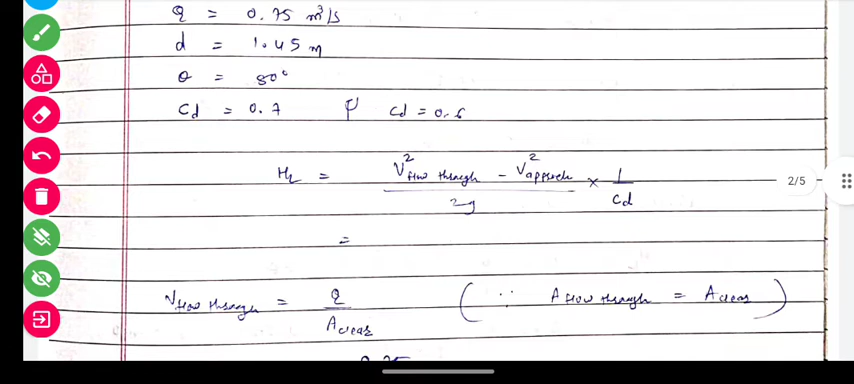 Q = 0.75 m³/s
d = 1.45 m
θ = 80°
Cd = 0.7 & Cd = 0.6
HL = (V²flow through - V²approach) / 2g × 1/Cd
2/5
=
Vflow through = Q / Aclear (∵ Aflow through = Aclear)